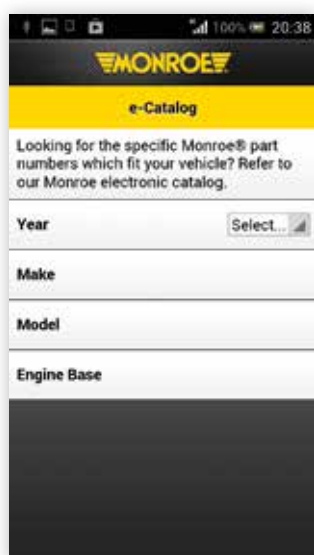 100% 20:38
MONROE
e-Catalog
Looking for the specific Monroe® part
numbers which fit your vehicle? Refer to
our Monroe electronic catalog.
Year Select...
Make
Model
Engine Base